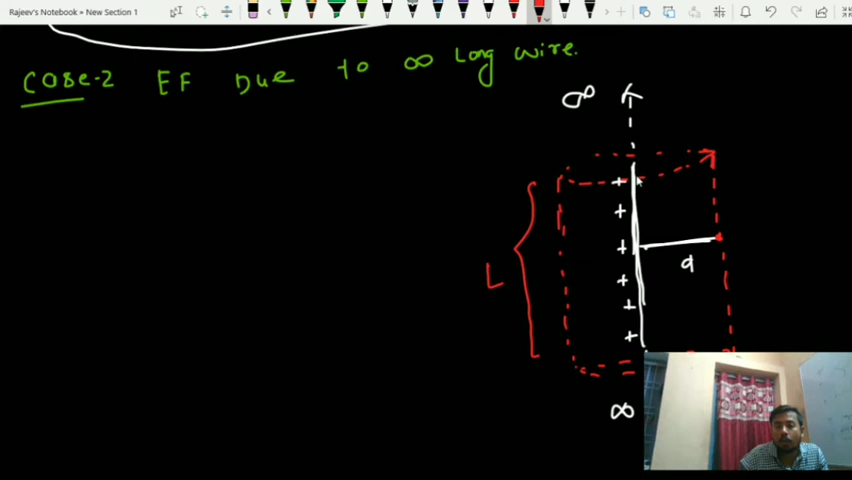 Rajeev's Notebook » New Section 1
Case-2 EF Due to ∞ Long wire.
∞
+
+
+
a
L
+
+
+
∞